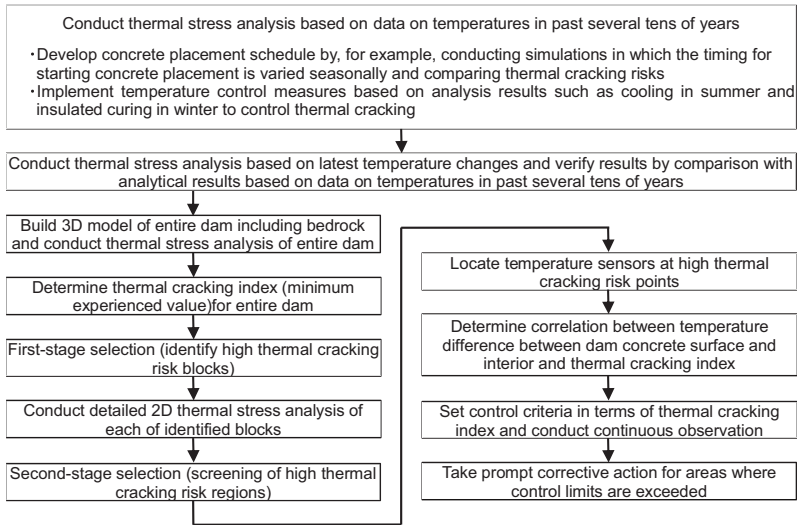 Conduct thermal stress analysis based on data on temperatures in past several tens of years
・Develop concrete placement schedule by, for example, conducting simulations in which the timing for
starting concrete placement is varied seasonally and comparing thermal cracking risks
・Implement temperature control measures based on analysis results such as cooling in summer and
insulated curing in winter to control thermal cracking
Conduct thermal stress analysis based on latest temperature changes and verify results by comparison with
analytical results based on data on temperatures in past several tens of years
Build 3D model of entire dam including bedrock
and conduct thermal stress analysis of entire dam
Determine thermal cracking index (minimum
experienced value)for entire dam
First-stage selection (identify high thermal cracking
risk blocks)
Conduct detailed 2D thermal stress analysis of
each of identified blocks
Second-stage selection (screening of high thermal
cracking risk regions)
Locate temperature sensors at high thermal
cracking risk points
Determine correlation between temperature
difference between dam concrete surface and
interior and thermal cracking index
Set control criteria in terms of thermal cracking
index and conduct continuous observation
Take prompt corrective action for areas where
control limits are exceeded